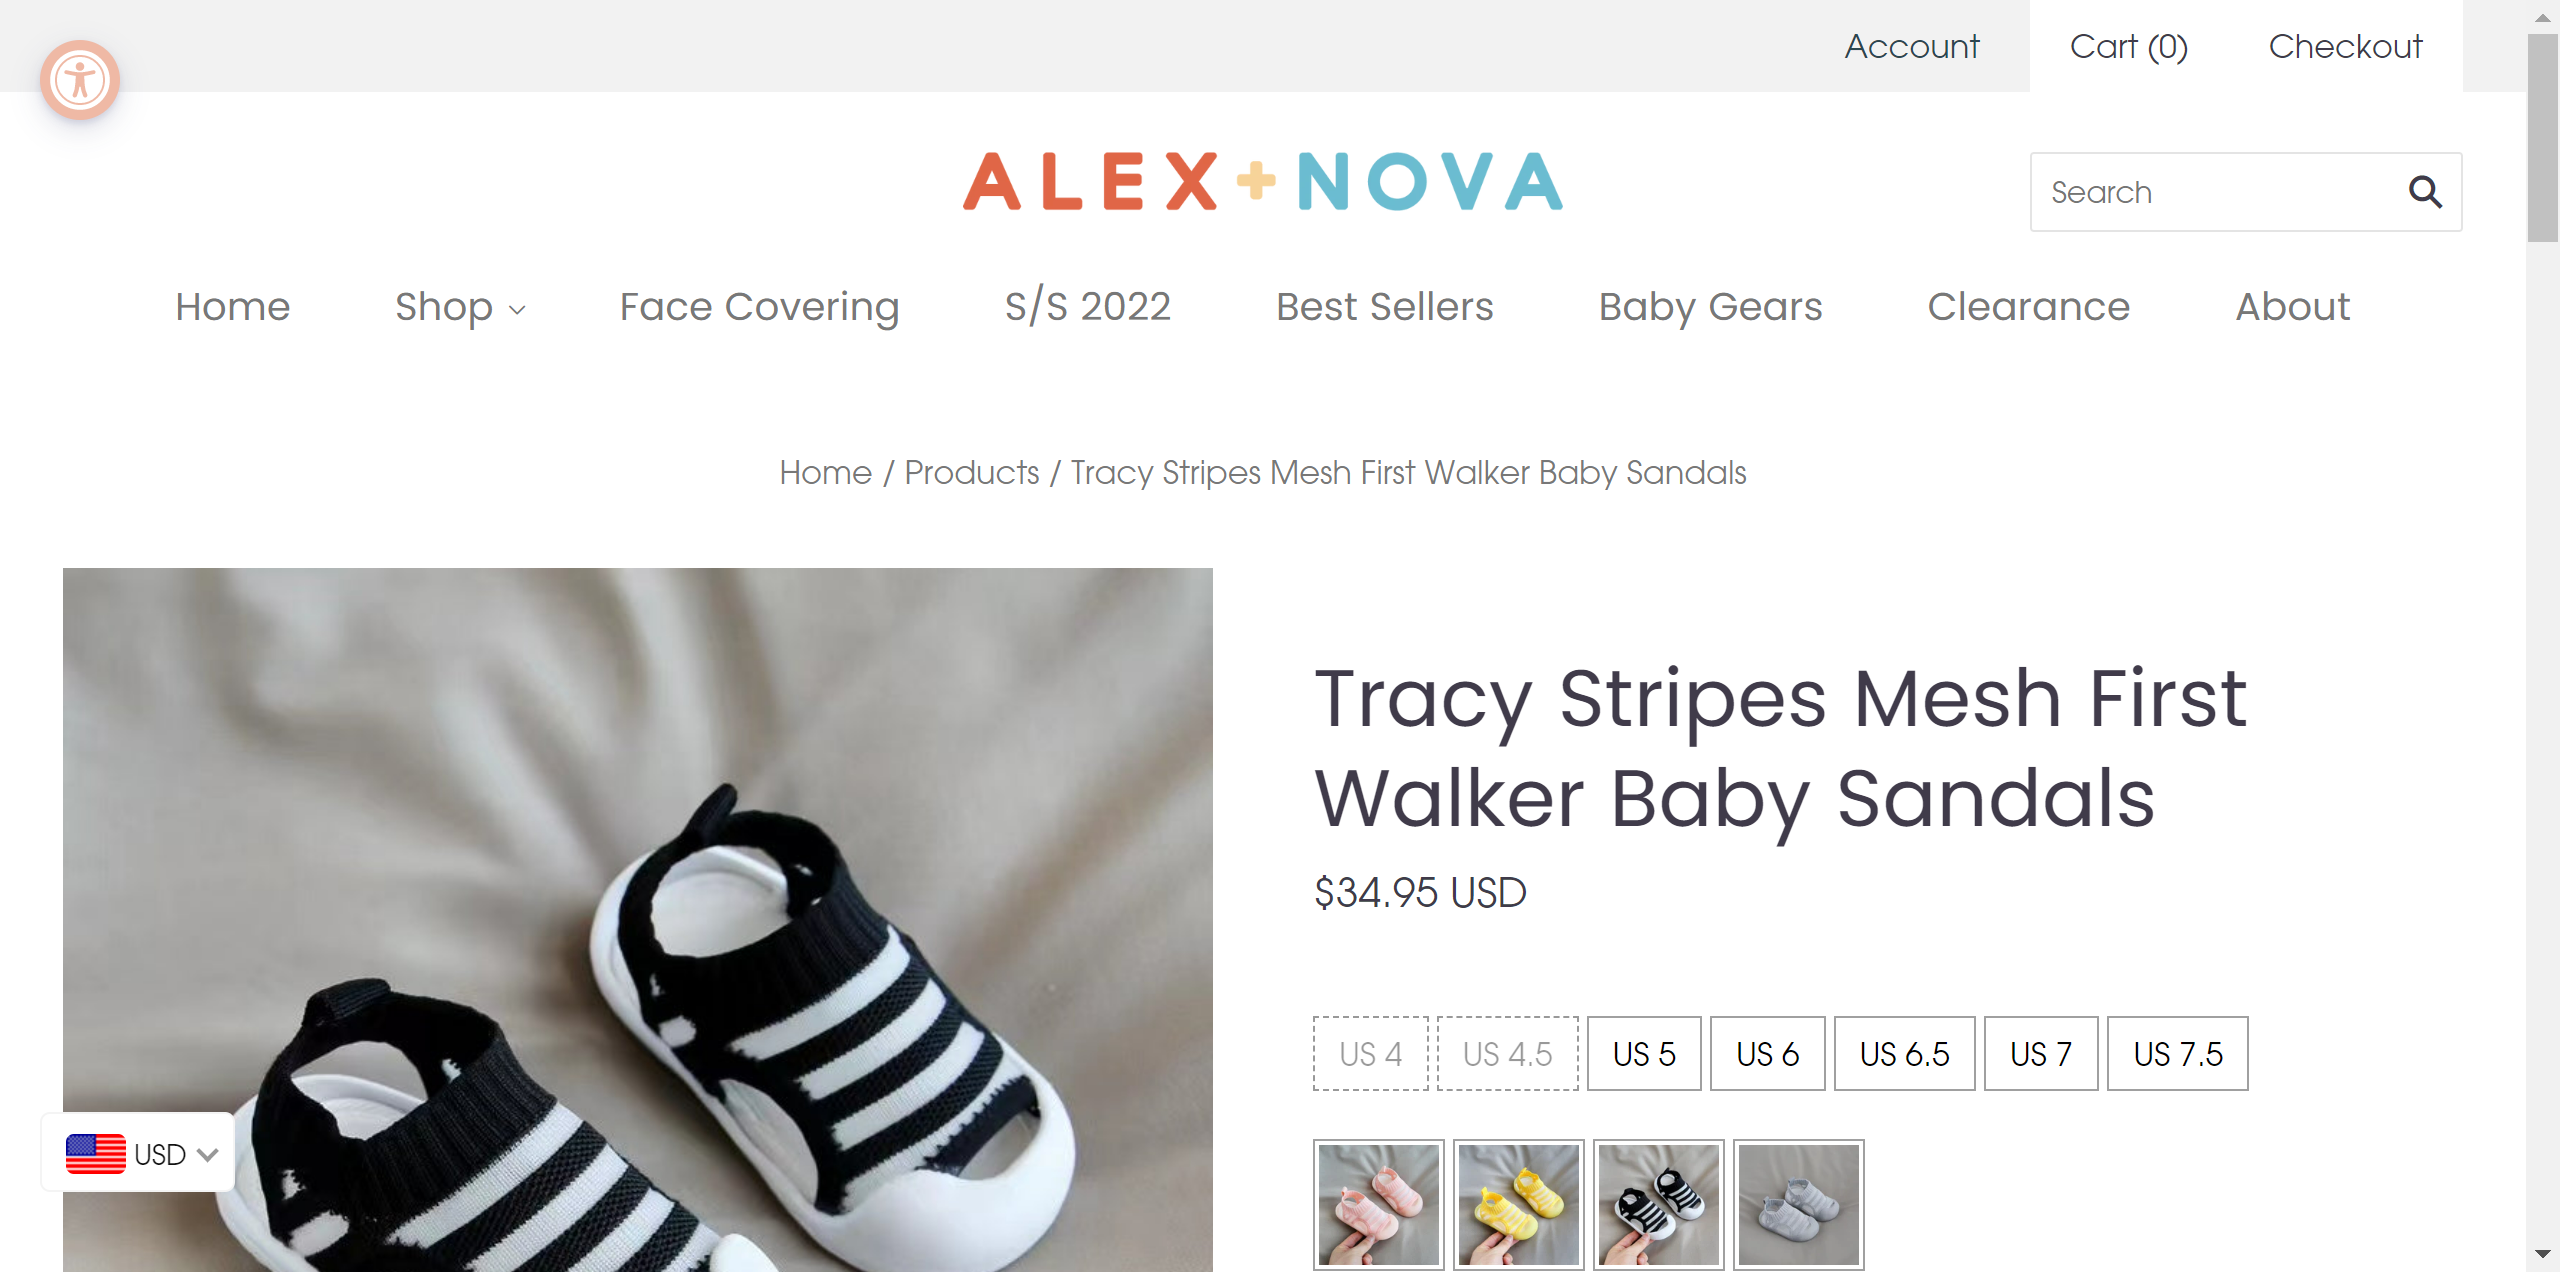 Account
Cart (0)
Checkout
ALEX+NOVA
Search
Home
Shop
Face Covering
S/S 2022
Best Sellers
Baby Gears
Clearance
About
Home / Products / Tracy Stripes Mesh First Walker Baby Sandals
Tracy Stripes Mesh First
Walker Baby Sandals
$34.95 USD
US 4
US 4.5
US 5
US 6
US 6.5
US 7
US 7.5
USD